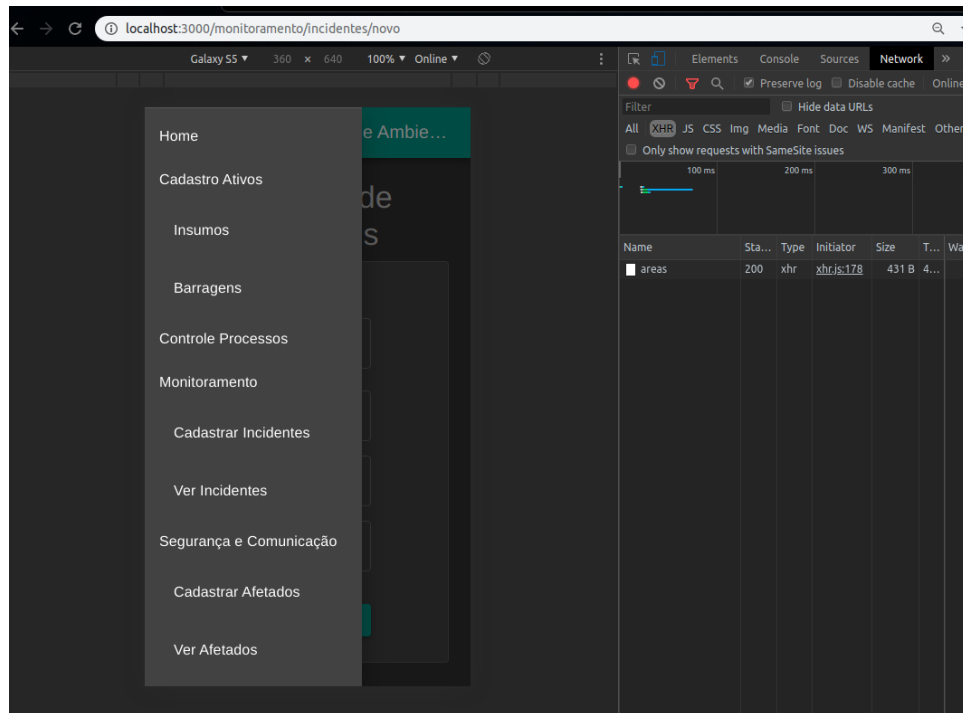 localhost:3000/monitoramento/incidentes/novo
Galaxy S5 ▼ 360 × 640 100% ▼ Online ▼
Elements Console Sources Network »
Preserve log Disable cache Online
Filter Hide data URLs
All XHR JS CSS Img Media Font Doc WS Manifest Other
Only show requests with SameSite issues
100 ms 200 ms 300 ms
Name Sta... Type Initiator Size T... Wa
areas 200 xhr xhr.js:178 431 B 4...
Home
e Ambie...
Cadastro Ativos
de
Insumos
s
Barragens
Controle Processos
Monitoramento
Cadastrar Incidentes
Ver Incidentes
Segurança e Comunicação
Cadastrar Afetados
Ver Afetados